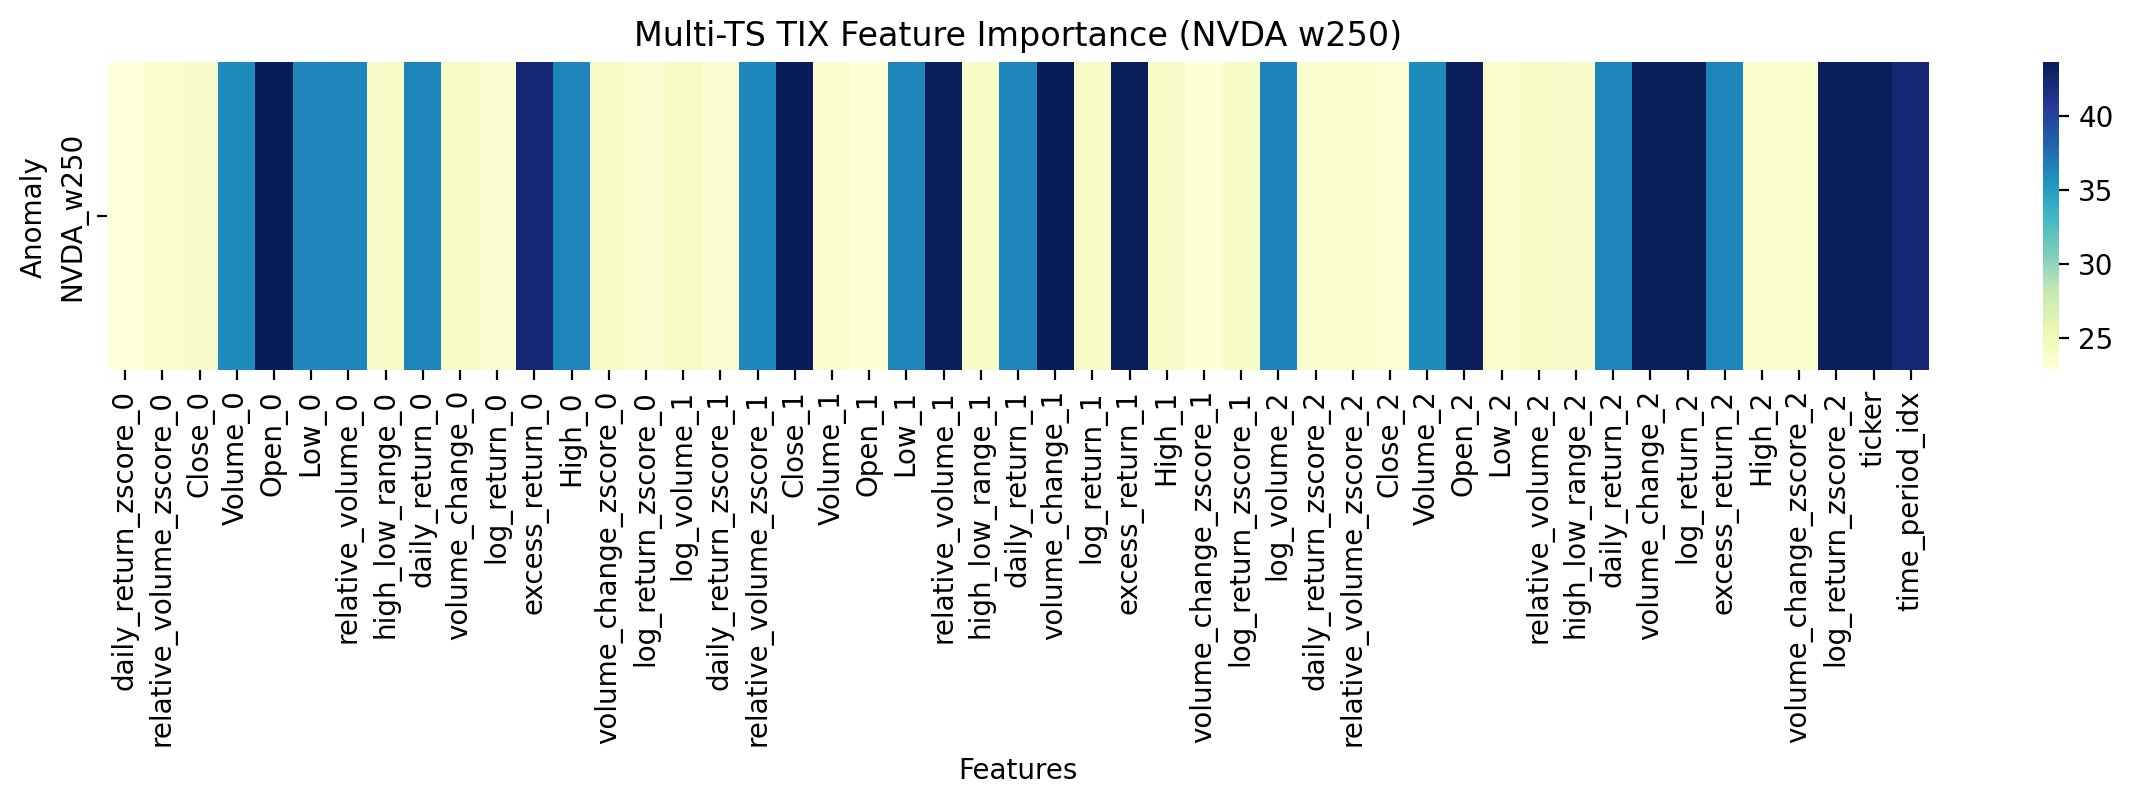 Multi-TS TIX Feature Importance (NVDA w250)
Anomaly
NVDA_w250
daily_return_zscore_0
relative_volume_zscore_0
Close_0
Volume_0
Open_0
Low_0
relative_volume_0
high_low_range_0
daily_return_0
volume_change_0
log_return_0
excess_return_0
High_0
volume_change_zscore_0
log_return_zscore_0
log_volume_1
daily_return_zscore_1
relative_volume_zscore_1
Close_1
Volume_1
Open_1
Low_1
relative_volume_1
high_low_range_1
daily_return_1
volume_change_1
log_return_1
excess_return_1
High_1
volume_change_zscore_1
log_return_zscore_1
log_volume_2
daily_return_zscore_2
relative_volume_zscore_2
Close_2
Volume_2
Open_2
Low_2
relative_volume_2
high_low_range_2
daily_return_2
volume_change_2
log_return_2
excess_return_2
High_2
volume_change_zscore_2
log_return_zscore_2
ticker
time_period_idx
Features
40
35
30
25